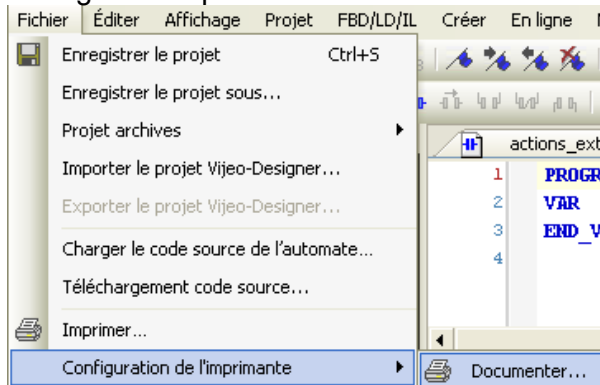 Fichier Éditer Affichage Projet FBD/LD/IL Créer En ligne
Enregistrer le projet Ctrl+S
Enregistrer le projet sous...
Projet archives
Importer le projet Vijeo-Designer...
Exporter le projet Vijeo-Designer...
Charger le code source de l'automate...
Téléchargement code source...
Imprimer...
Configuration de l'imprimante
Documenter...
actions_ext
1 PROGR
2 VAR
3 END_V
4